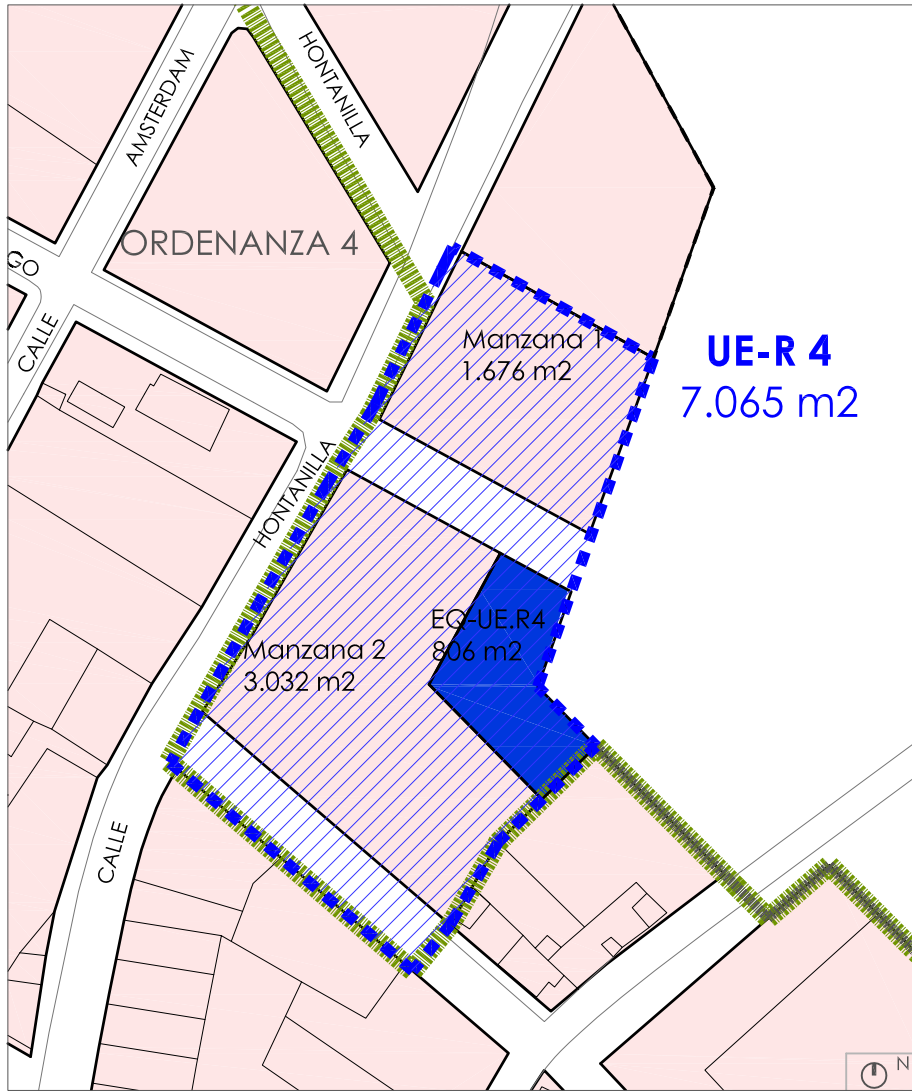 HONTANILLA
AMSTERDAM
ORDENANZA 4
GO
CALLE
Manzana 1
1.676 m2
UE-R 4
7.065 m2
HONTANILLA
EQ-UE.R4
806 m2
Manzana 2
3.032 m2
CALLE
N